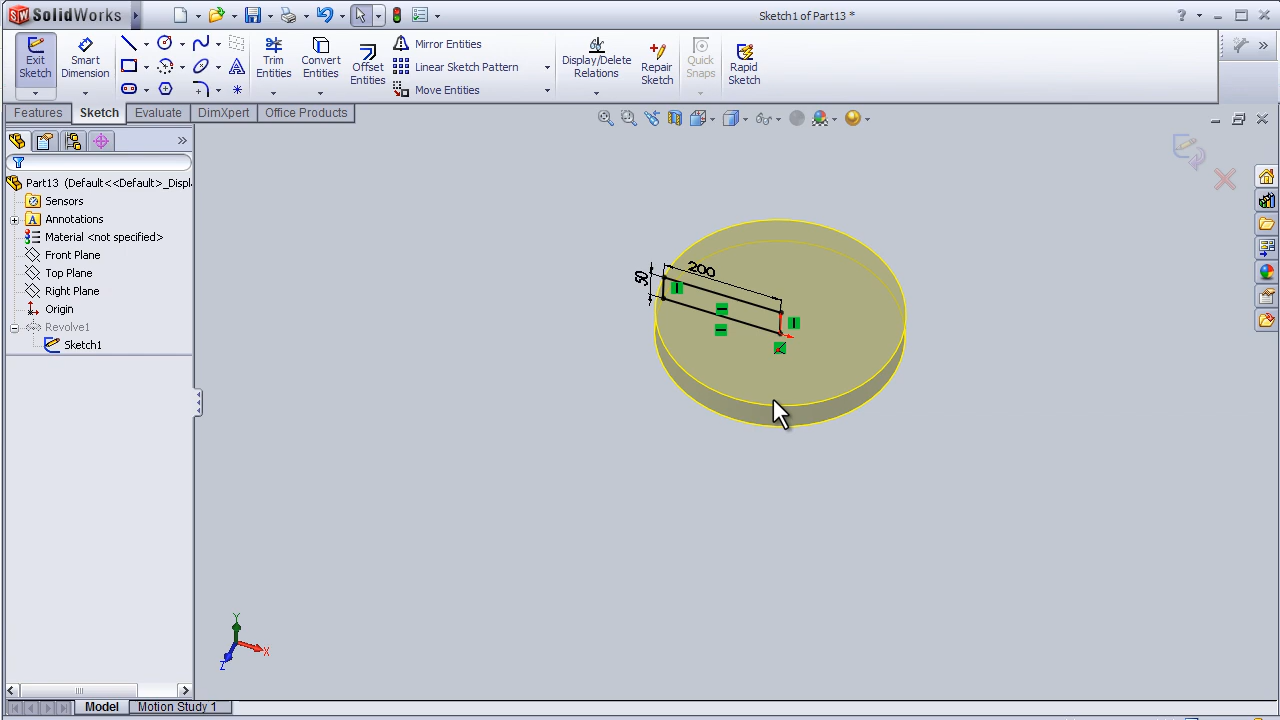 SolidWorks
Sketch1 of Part13 *
Exit Sketch
Smart Dimension
Trim Entities
Convert Entities
Offset Entities
Mirror Entities
Linear Sketch Pattern
Move Entities
Display/Delete Relations
Repair Sketch
Quick Snaps
Rapid Sketch
Features
Sketch
Evaluate
DimXpert
Office Products
Part13 (Default<<Default>_Displ
Sensors
Annotations
Material <not specified>
Front Plane
Top Plane
Right Plane
Origin
Revolve1
Sketch1
200
50
Y
X
Z
Model
Motion Study 1